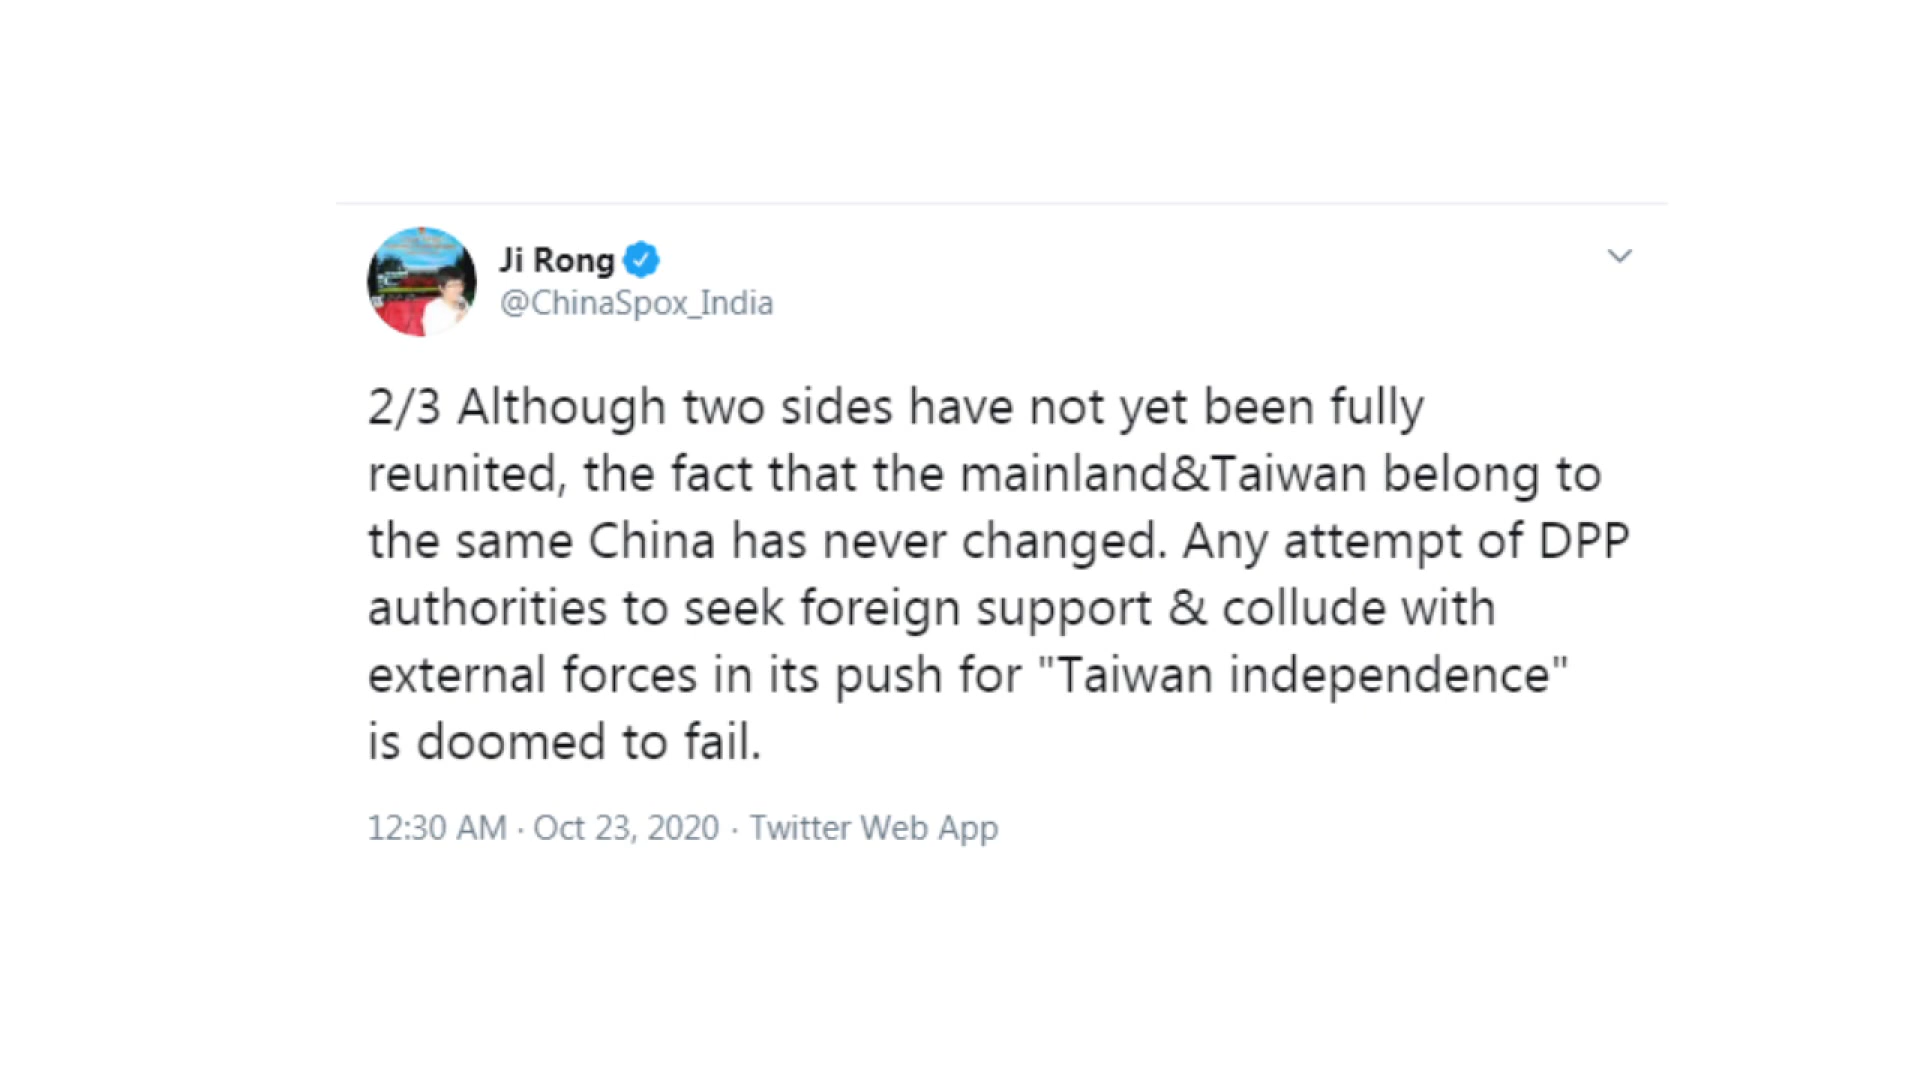 Ji Rong
@ChinaSpox_India
2/3 Although two sides have not yet been fully
reunited, the fact that the mainland&Taiwan belong to
the same China has never changed. Any attempt of DPP
authorities to seek foreign support & collude with
external forces in its push for "Taiwan independence"
is doomed to fail.
12:30 AM · Oct 23, 2020 · Twitter Web App